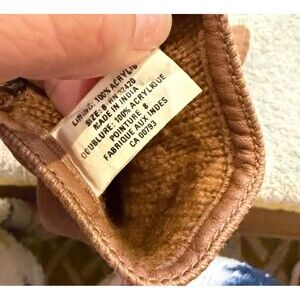 LINING: 100% ACRYLIC
SIZE: 8
MADE IN INDIA
DOUBLURE: 100% ACRYLIQUE
POINTURE 8
FABRIQUE AUX INDES
CA 00793